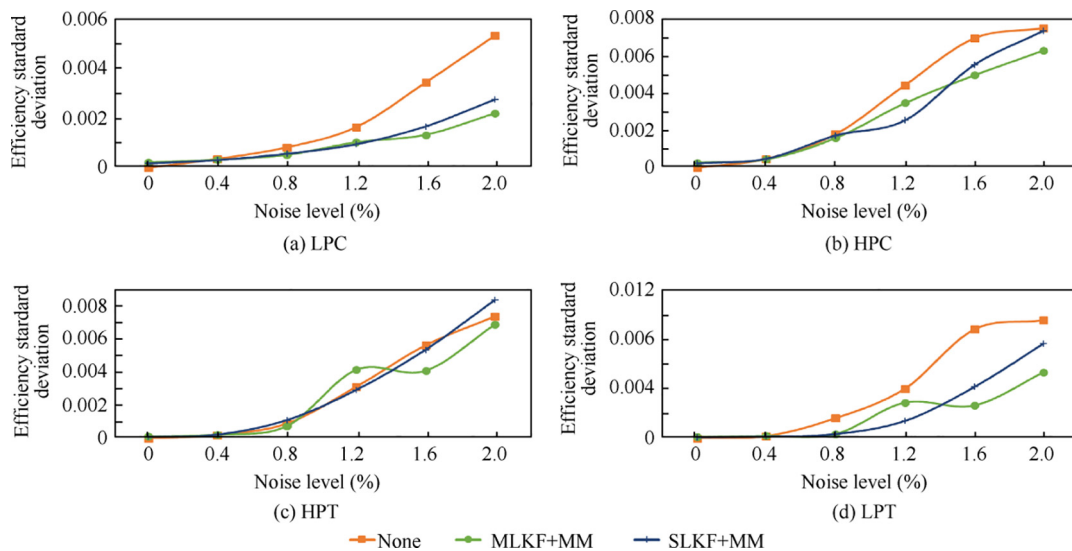 0.006
0.004
0.002
0
Efficiency stardard
deviation
0 0.4 0.8 1.2 1.6 2.0
Noise level (%)
(a) LPC
0.008
0.006
0.004
0.002
0
Efficiency stardard
deviation
0 0.4 0.8 1.2 1.6 2.0
Noise level (%)
(b) HPC
0.008
0.006
0.004
0.002
0
Efficiency stardard
deviation
0 0.4 0.8 1.2 1.6 2.0
Noise level (%)
(c) HPT
0.012
0.006
0.004
0
Efficiency stardard
deviation
0 0.4 0.8 1.2 1.6 2.0
Noise level (%)
(d) LPT
None MLKF+MM SLKF+MM